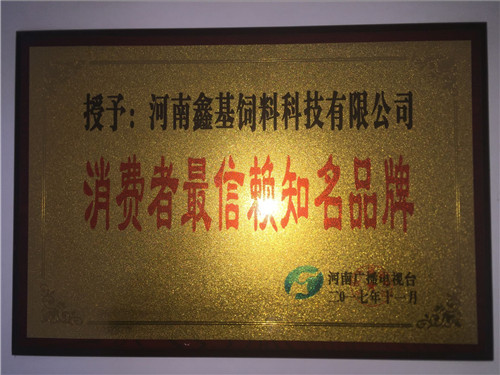 授予：河南鑫基饲料科技有限公司
消费者最信赖知名品牌
河南广播电视台
二〇一七年十一月